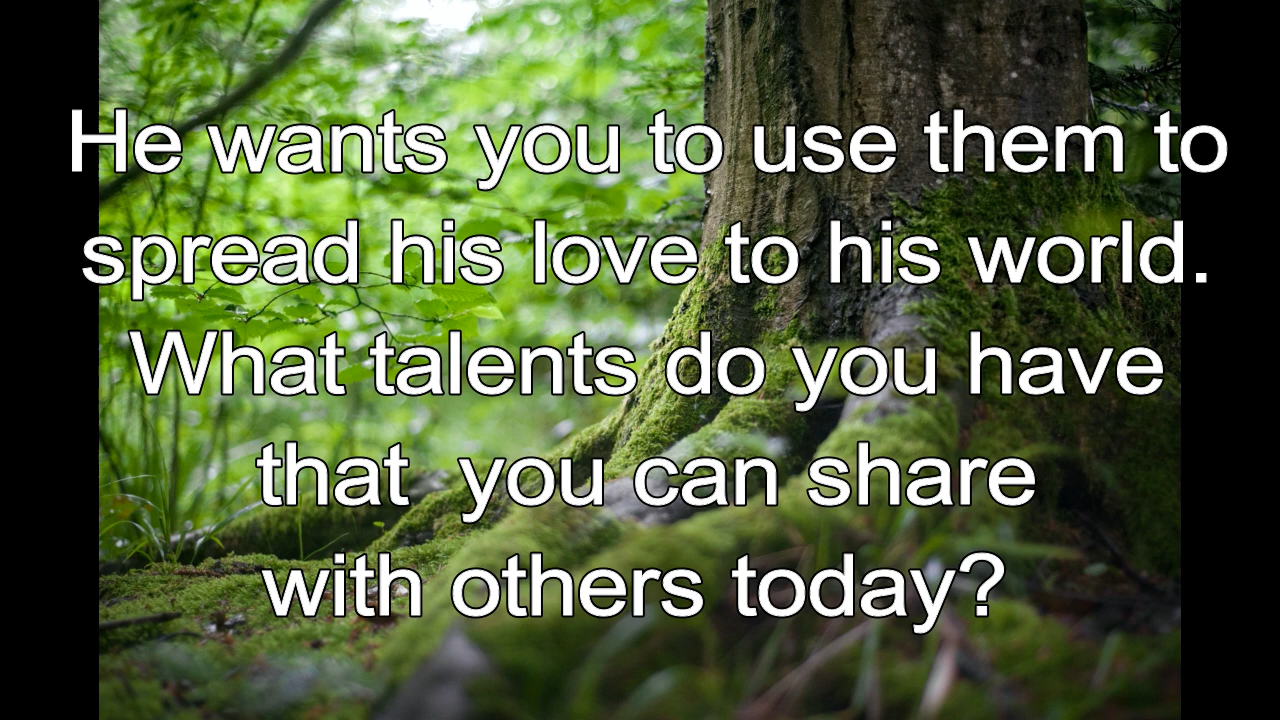 He wants you to use them to
spread his love to his world.
What talents do you have
that  you can share
with others today?